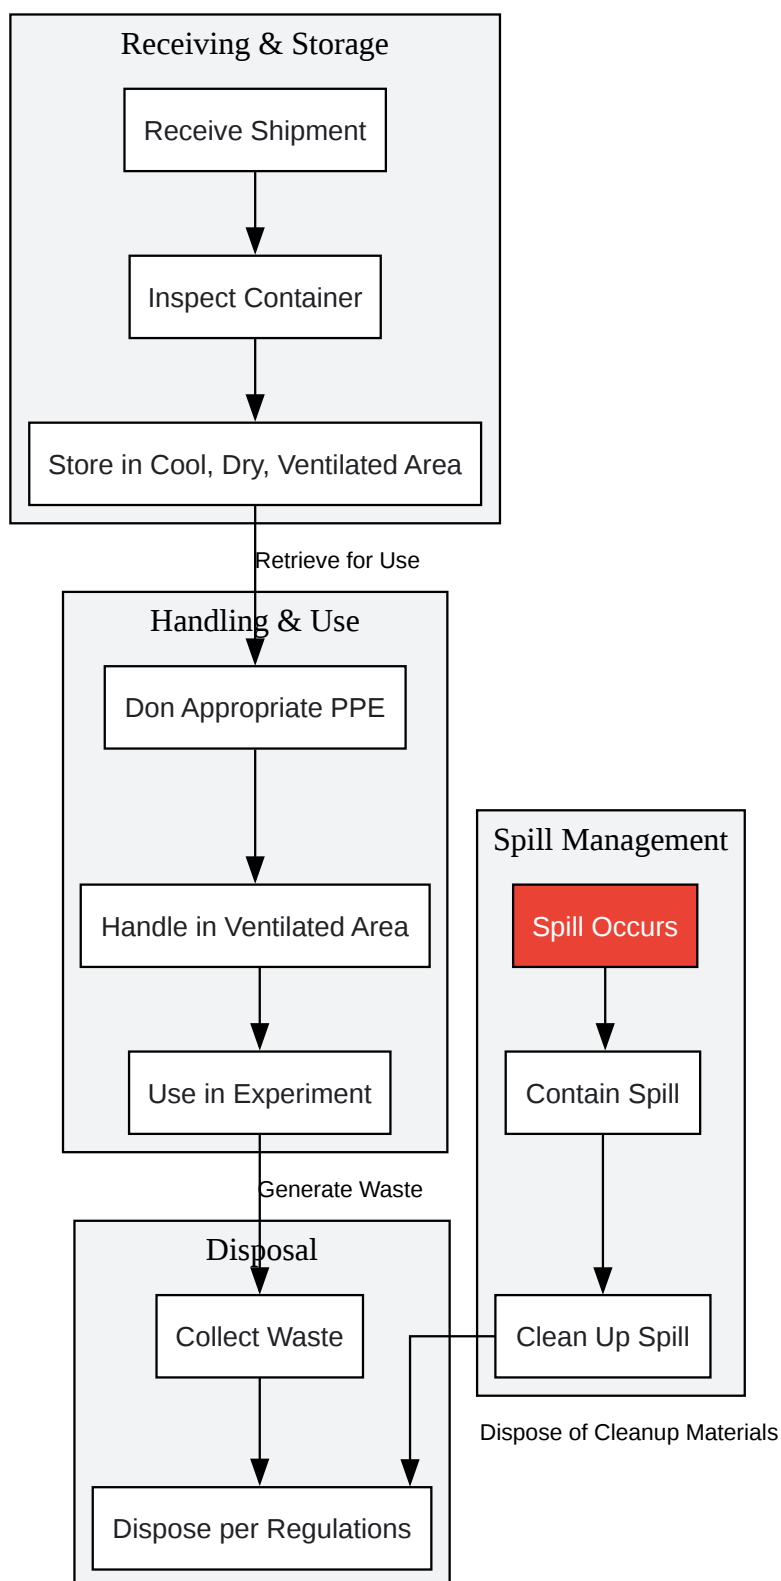 Receiving & Storage
Receive Shipment
Inspect Container
Store in Cool, Dry, Ventilated Area
Retrieve for Use
Handling & Use
Don Appropriate PPE
Handle in Ventilated Area
Use in Experiment
Generate Waste
Spill Management
Spill Occurs
Contain Spill
Clean Up Spill
Dispose of Cleanup Materials
Disposal
Collect Waste
Dispose per Regulations